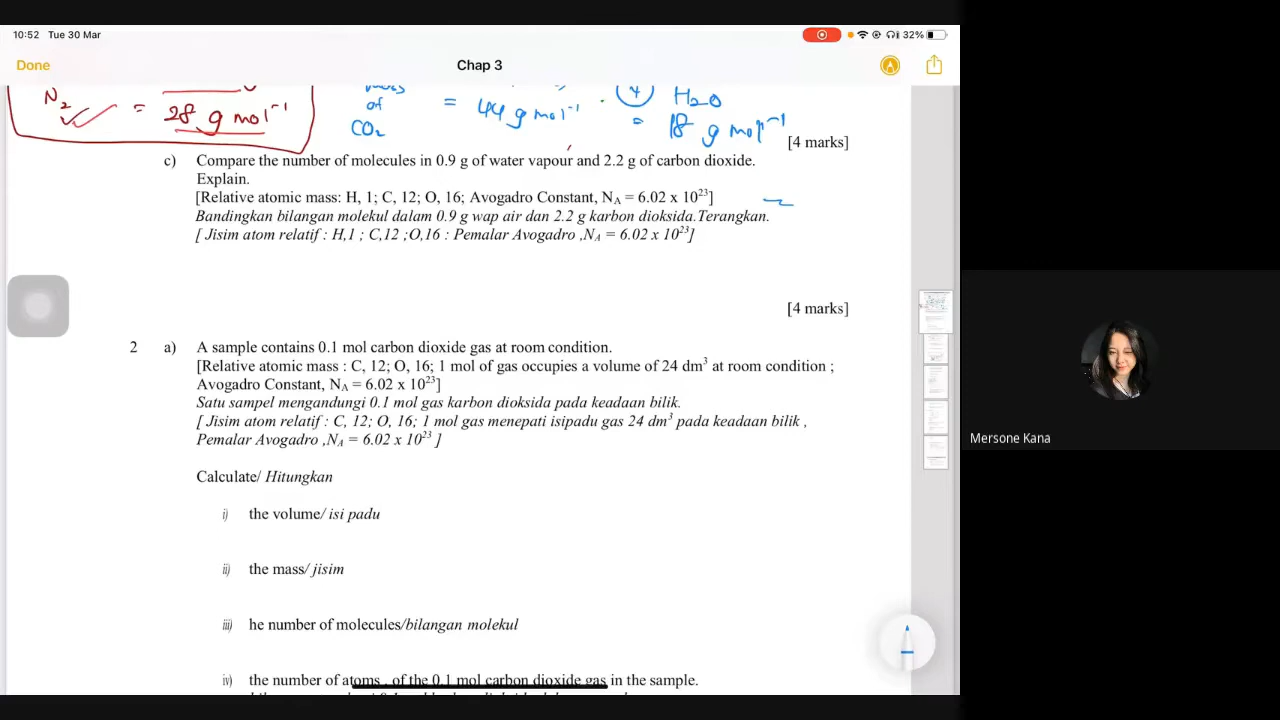 10:52 Tue 30 Mar
32%
Done
Chap 3
N2 = 28 g mol⁻¹
of = 44 g mol⁻¹
CO2
4 H2O
= 18 g mol⁻¹
[4 marks]
c) Compare the number of molecules in 0.9 g of water vapour and 2.2 g of carbon dioxide.
Explain.
[Relative atomic mass: H, 1; C, 12; O, 16; Avogadro Constant, NA = 6.02 x 10²³]
Bandingkan bilangan molekul dalam 0.9 g wap air dan 2.2 g karbon dioksida.Terangkan.
[ Jisim atom relatif : H,1 ; C,12 ;O,16 : Pemalar Avogadro ,NA = 6.02 x 10²³]
[4 marks]
2 a) A sample contains 0.1 mol carbon dioxide gas at room condition.
[Relative atomic mass : C, 12; O, 16; 1 mol of gas occupies a volume of 24 dm³ at room condition ;
Avogadro Constant, NA = 6.02 x 10²³]
Satu sampel mengandungi 0.1 mol gas karbon dioksida pada keadaan bilik.
[ Jisim atom relatif : C, 12; O, 16; 1 mol gas menepati isipadu gas 24 dm³ pada keadaan bilik ,
Pemalar Avogadro ,NA = 6.02 x 10²³ ]
Calculate/ Hitungkan
i) the volume/ isi padu
ii) the mass/ jisim
iii) he number of molecules/bilangan molekul
iv) the number of atoms , of the 0.1 mol carbon dioxide gas in the sample.
Mersone Kana